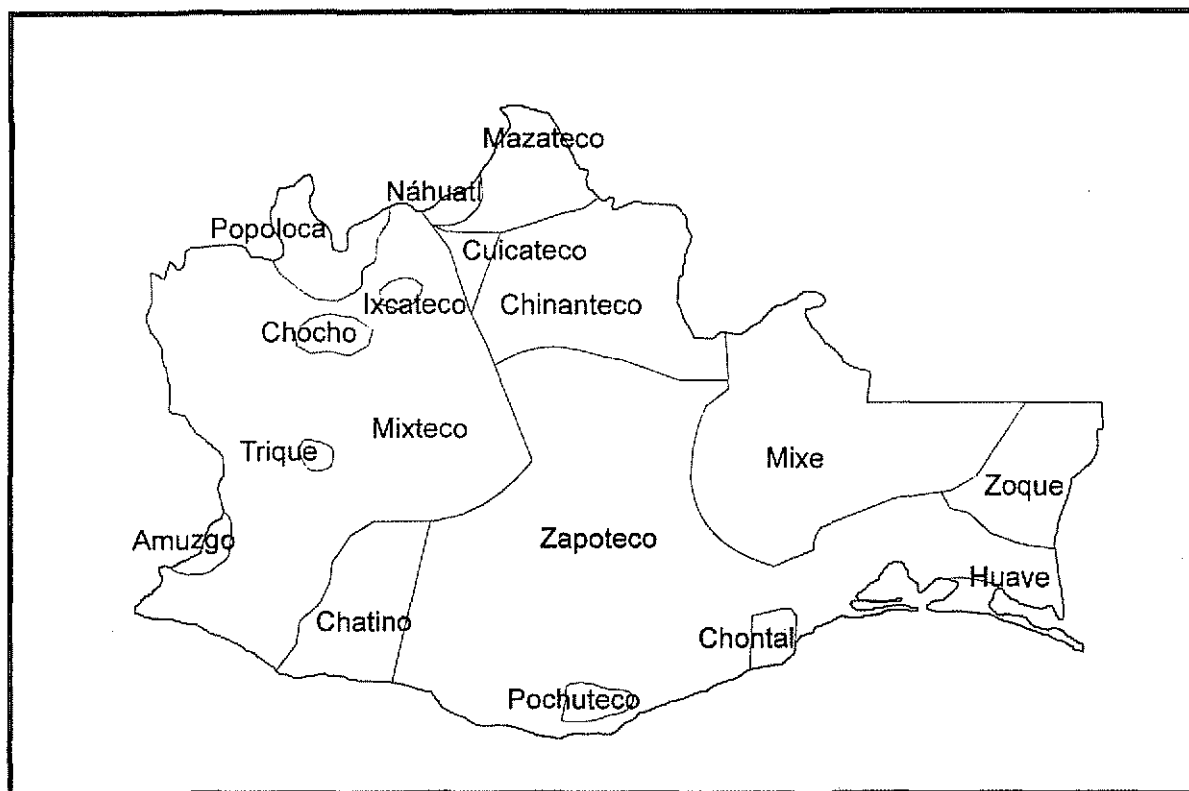 Mazateco
Náhuatl
Popoloca
Cuicateco
Ixcateco
Chinanteco
Chocho
Mixteco
Trique
Mixe
Zoque
Amuzgo
Zapoteco
Huave
Chatino
Chontal
Pochuteco